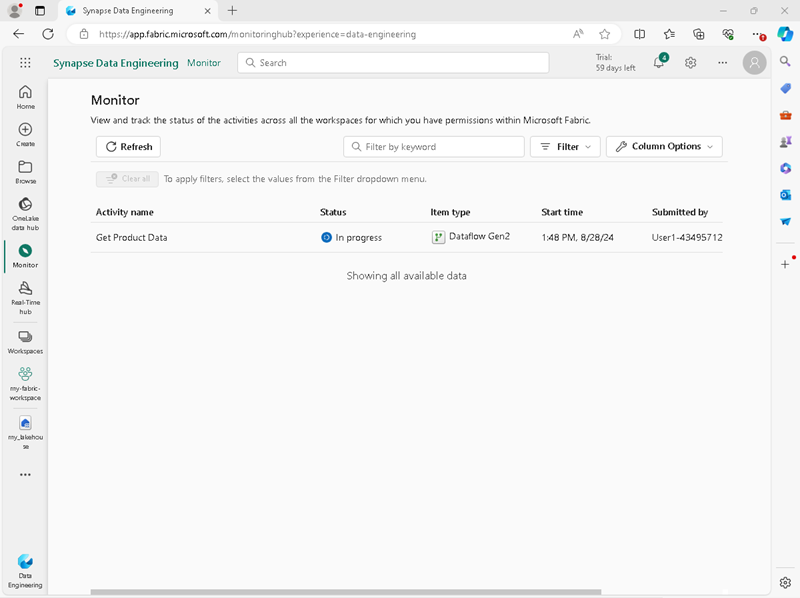 Synapse Data Engineering
https://app.fabric.microsoft.com/monitoringhub?experience=data-engineering
Synapse Data Engineering Monitor
Search
Trial:
59 days left
4
Home
Create
Browse
OneLake
data hub
Monitor
Real-Time
hub
Workspaces
my-fabric-
workspace
my_lakehou
se
Data
Engineering
Monitor
View and track the status of the activities across all the workspaces for which you have permissions within Microsoft Fabric.
Refresh
Filter by keyword
Filter
Column Options
Clear all
To apply filters, select the values from the Filter dropdown menu.
Activity name Status Item type Start time Submitted by
Get Product Data In progress Dataflow Gen2 1:48 PM, 8/28/24 User1-43495712
Showing all available data